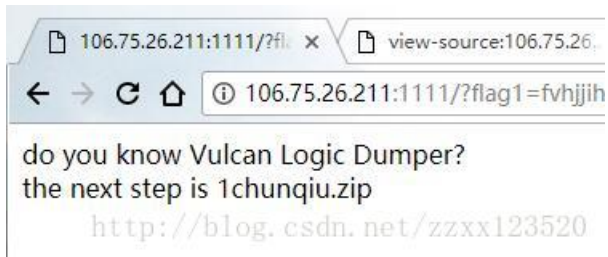 106.75.26.211:1111/?fl
view-source:106.75.26.
106.75.26.211:1111/?flag1=fvhjjih
do you know Vulcan Logic Dumper?
the next step is 1chunqiu.zip
http://blog.csdn.net/zzxx123520